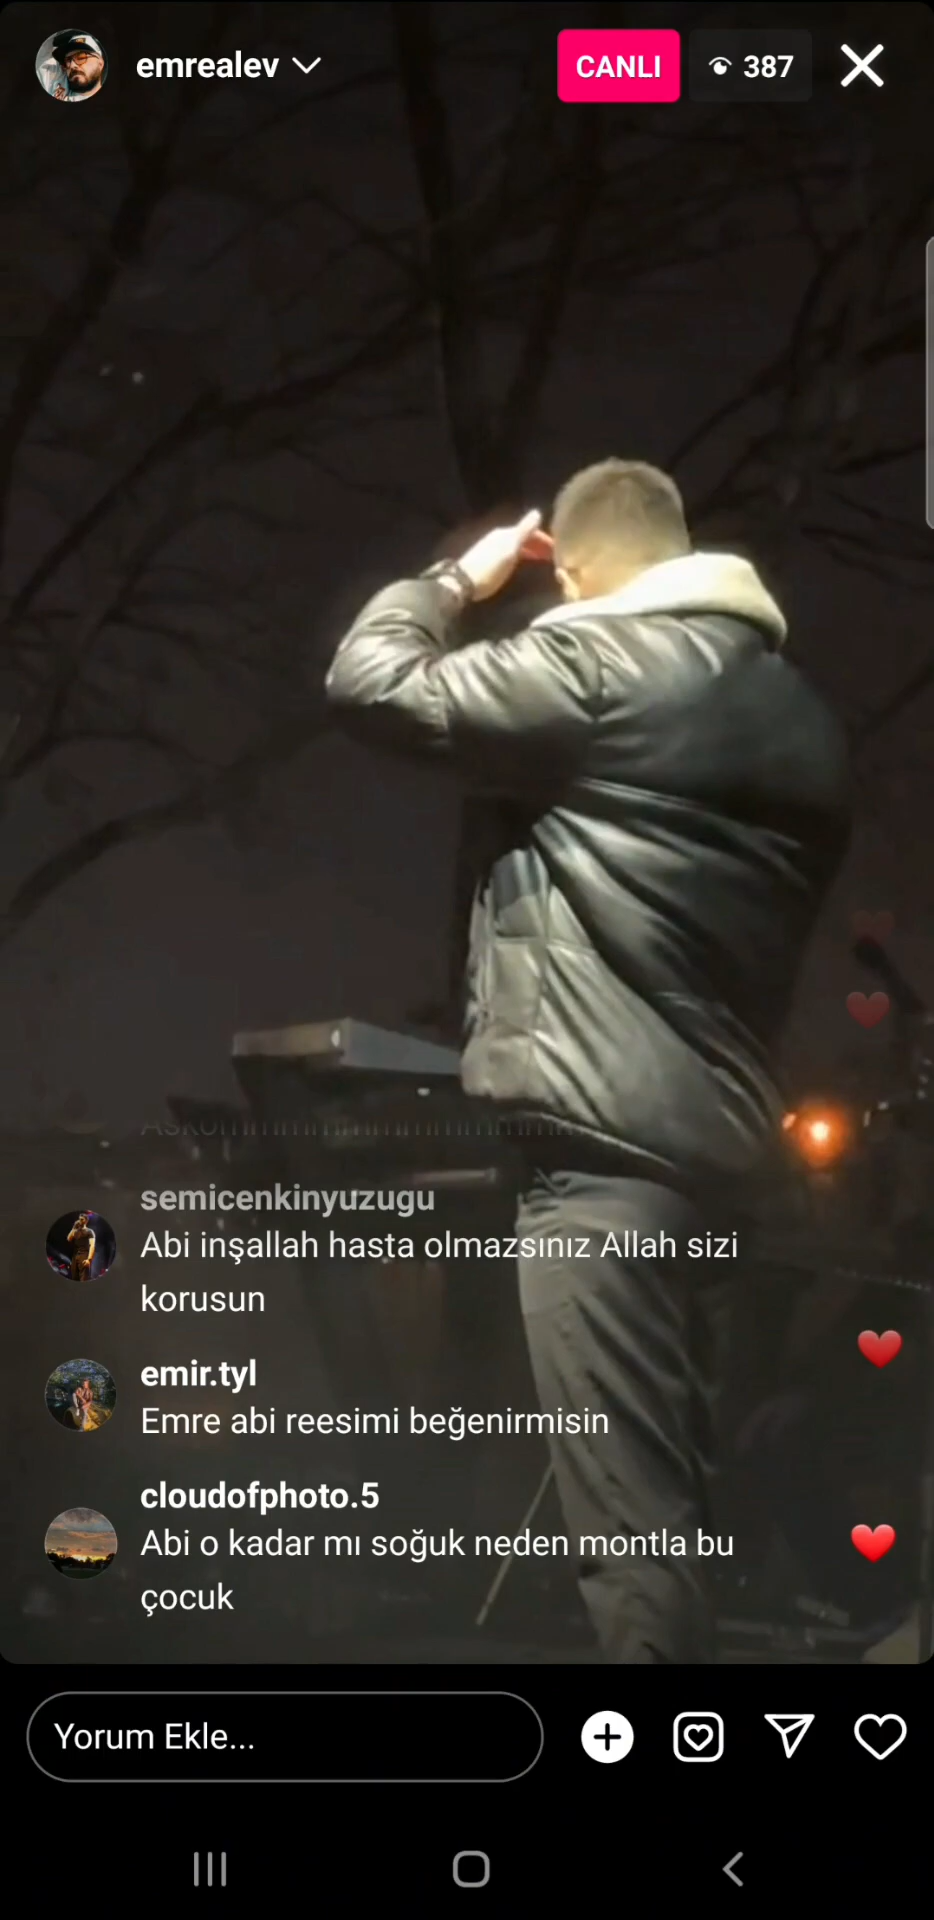 emrealev
CANLI
387
semicenkinyuzugu
Abi inşallah hasta olmazsınız Allah sizi
korusun
emir.tyl
Emre abi reesimi beğenirmisin
cloudofphoto.5
Abi o kadar mı soğuk neden montla bu
çocuk
Yorum Ekle...